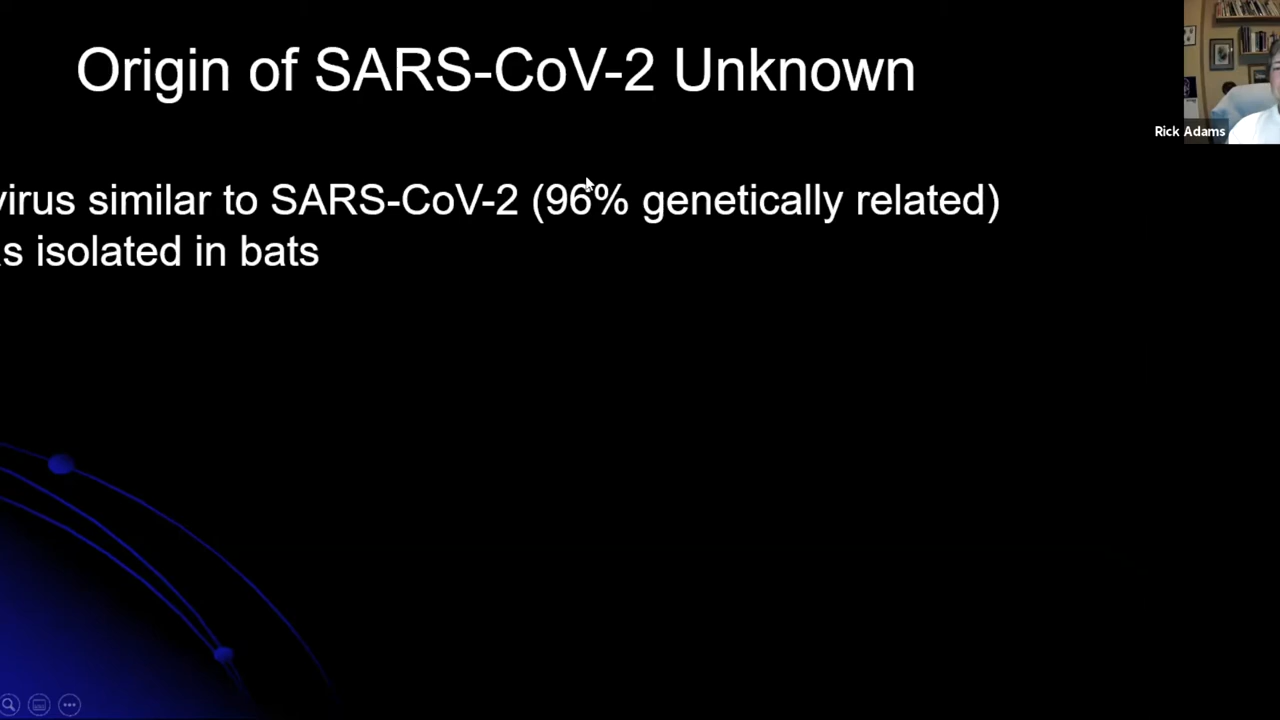 Origin of SARS-CoV-2 Unknown
Rick Adams
virus similar to SARS-CoV-2 (96% genetically related)
s isolated in bats